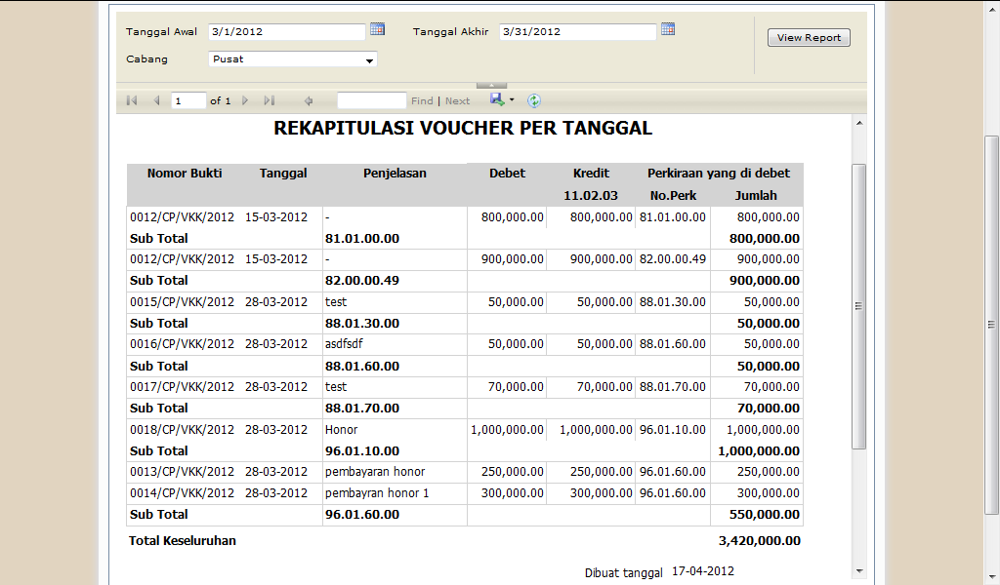 Tanggal Awal 3/1/2012 Tanggal Akhir 3/31/2012 View Report
Cabang Pusat
1 of 1 Find | Next
REKAPITULASI VOUCHER PER TANGGAL
Nomor Bukti Tanggal Penjelasan Debet Kredit Perkiraan yang di debet
11.02.03 No.Perk Jumlah
0012/CP/VKK/2012 15-03-2012 - 800,000.00 800,000.00 81.01.00.00 800,000.00
Sub Total 81.01.00.00 800,000.00
0012/CP/VKK/2012 15-03-2012 - 900,000.00 900,000.00 82.00.00.49 900,000.00
Sub Total 82.00.00.49 900,000.00
0015/CP/VKK/2012 28-03-2012 test 50,000.00 50,000.00 88.01.30.00 50,000.00
Sub Total 88.01.30.00 50,000.00
0016/CP/VKK/2012 28-03-2012 asdfsdf 50,000.00 50,000.00 88.01.60.00 50,000.00
Sub Total 88.01.60.00 50,000.00
0017/CP/VKK/2012 28-03-2012 test 70,000.00 70,000.00 88.01.70.00 70,000.00
Sub Total 88.01.70.00 70,000.00
0018/CP/VKK/2012 28-03-2012 Honor 1,000,000.00 1,000,000.00 96.01.10.00 1,000,000.00
Sub Total 96.01.10.00 1,000,000.00
0013/CP/VKK/2012 28-03-2012 pembayaran honor 250,000.00 250,000.00 96.01.60.00 250,000.00
0014/CP/VKK/2012 28-03-2012 pembayran honor 1 300,000.00 300,000.00 96.01.60.00 300,000.00
Sub Total 96.01.60.00 550,000.00
Total Keseluruhan 3,420,000.00
Dibuat tanggal 17-04-2012